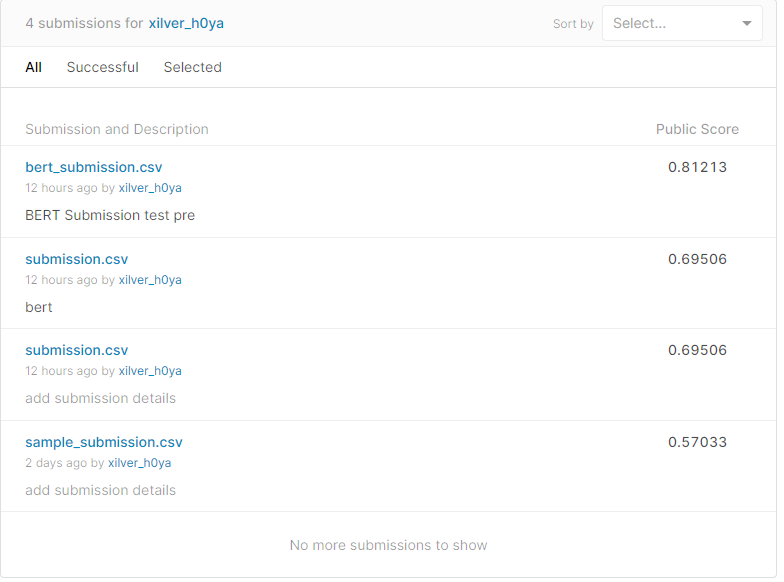 4 submissions for xilver_h0ya Sort by Select...
All Successful Selected
Submission and Description Public Score
bert_submission.csv 0.81213
12 hours ago by xilver_h0ya
BERT Submission test pre
submission.csv 0.69506
12 hours ago by xilver_h0ya
bert
submission.csv 0.69506
12 hours ago by xilver_h0ya
add submission details
sample_submission.csv 0.57033
2 days ago by xilver_h0ya
add submission details
No more submissions to show